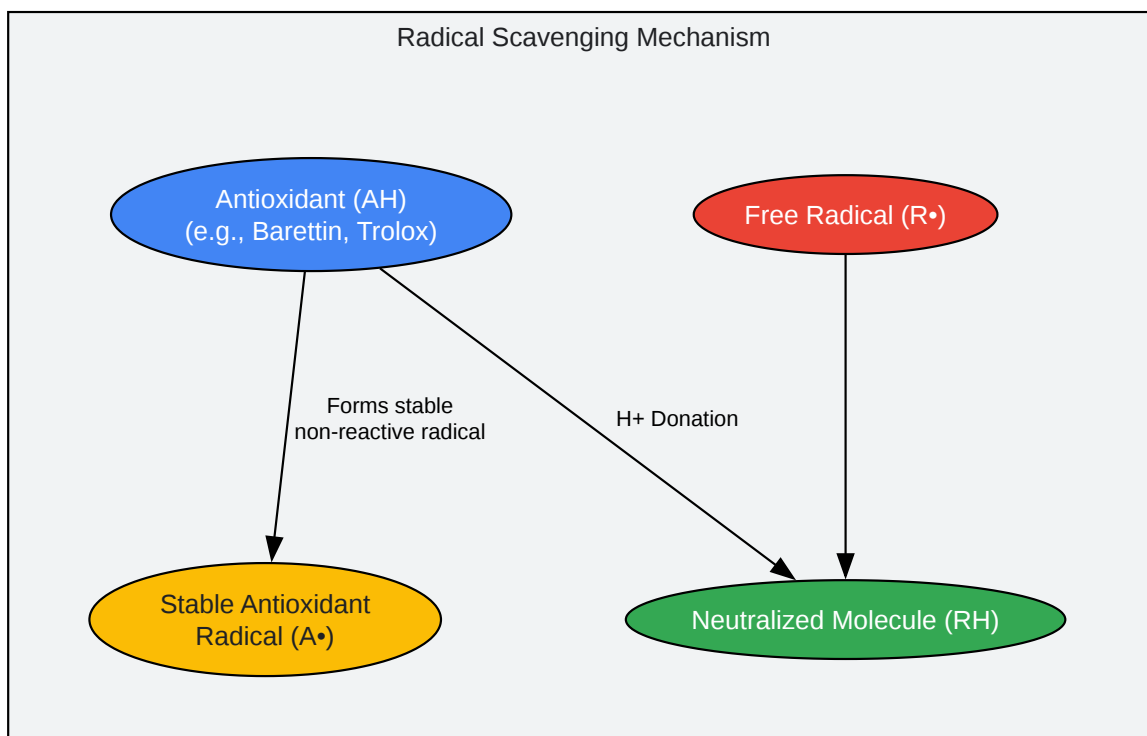 Radical Scavenging Mechanism
Antioxidant (AH)
(e.g., Barettin, Trolox)
Free Radical (R•)
Forms stable
non-reactive radical
H+ Donation
Stable Antioxidant
Radical (A•)
Neutralized Molecule (RH)